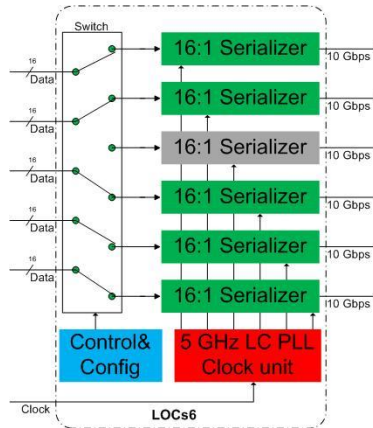 Switch
16
Data
16:1 Serializer
10 Gbps
16
Data
16:1 Serializer
10 Gbps
16:1 Serializer
10 Gbps
16
Data
16:1 Serializer
10 Gbps
16
Data
16:1 Serializer
10 Gbps
16
Data
16:1 Serializer
10 Gbps
Control&
Config
5 GHz LC PLL
Clock unit
Clock
LOCs6